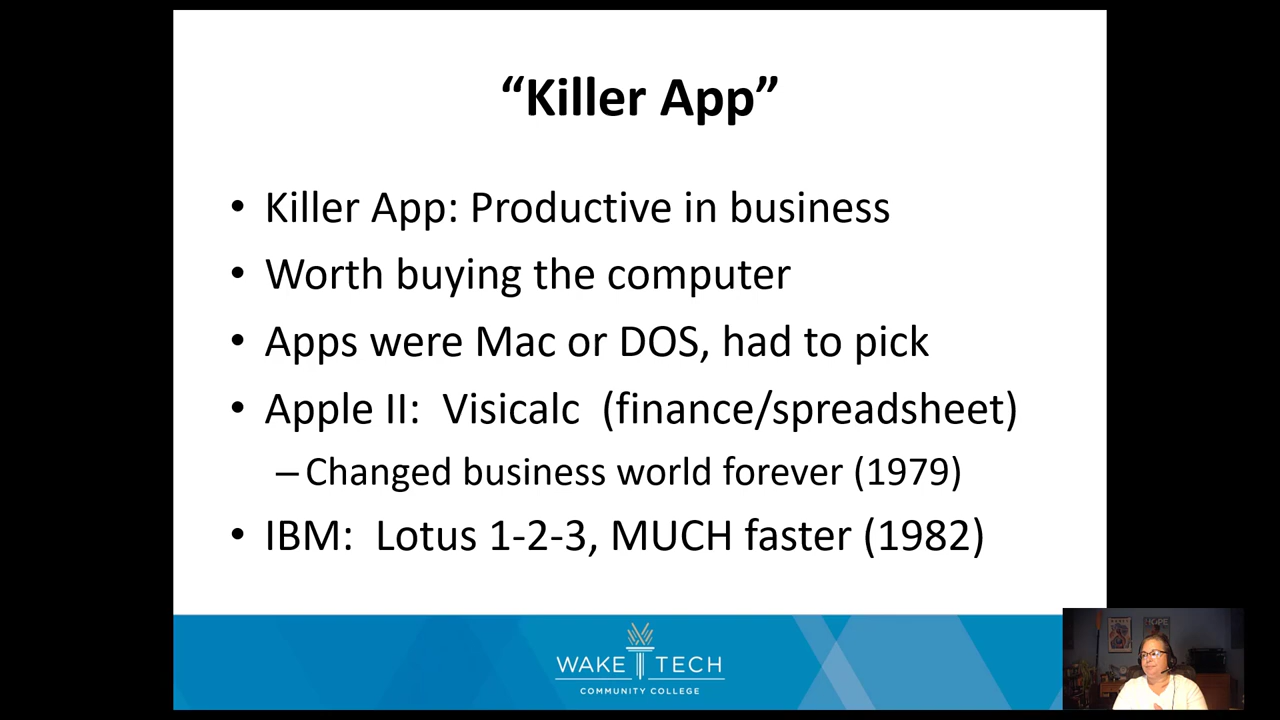 “Killer App”
• Killer App: Productive in business
• Worth buying the computer
• Apps were Mac or DOS, had to pick
• Apple II:  Visicalc  (finance/spreadsheet)
– Changed business world forever (1979)
• IBM:  Lotus 1-2-3, MUCH faster (1982)
WAKE TECH
COMMUNITY COLLEGE
HOPE